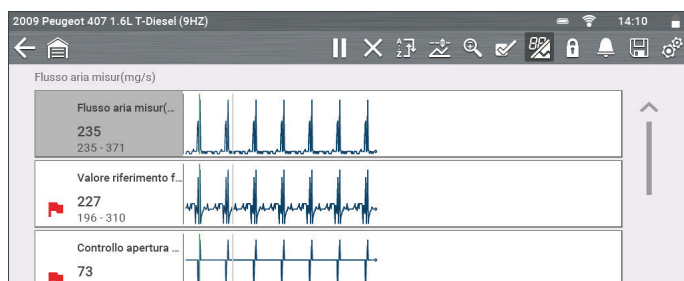 2009 Peugeot 407 1.6L T-Diesel (9HZ)
14:10
Flusso aria misur(mg/s)
Flusso aria misur(...
235
235 - 371
Valore riferimento f...
227
196 - 310
Controllo apertura ...
73